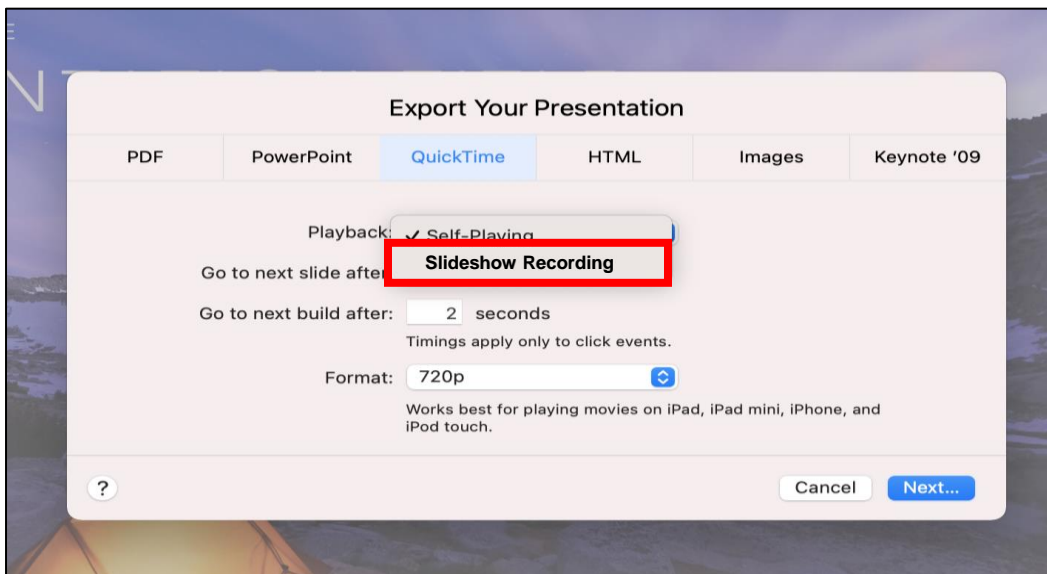 Export Your Presentation
PDF PowerPoint QuickTime HTML Images Keynote '09
Playback: ✓ Self-Playing
Slideshow Recording
Go to next slide after
Go to next build after: 2 seconds
Timings apply only to click events.
Format: 720p
Works best for playing movies on iPad, iPad mini, iPhone, and
iPod touch.
? Cancel Next...